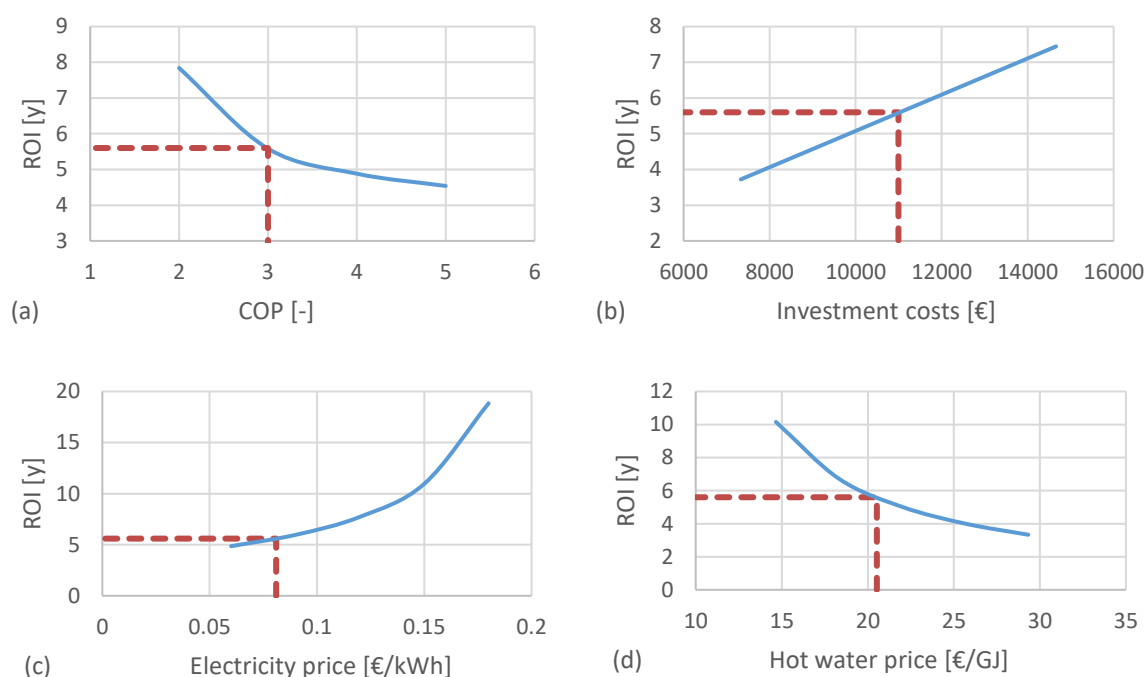 9
8
7
6
5
4
3
1 2 3 4 5 6
ROI [y]
(a) COP [-]
8
7
6
5
4
3
2
6000 8000 10000 12000 14000 16000
ROI [y]
(b) Investment costs [€]
20
15
10
5
0
0 0.05 0.1 0.15 0.2
ROI [y]
(c) Electricity price [€/kWh]
12
10
8
6
4
2
0
10 15 20 25 30 35
ROI [y]
(d) Hot water price [€/GJ]